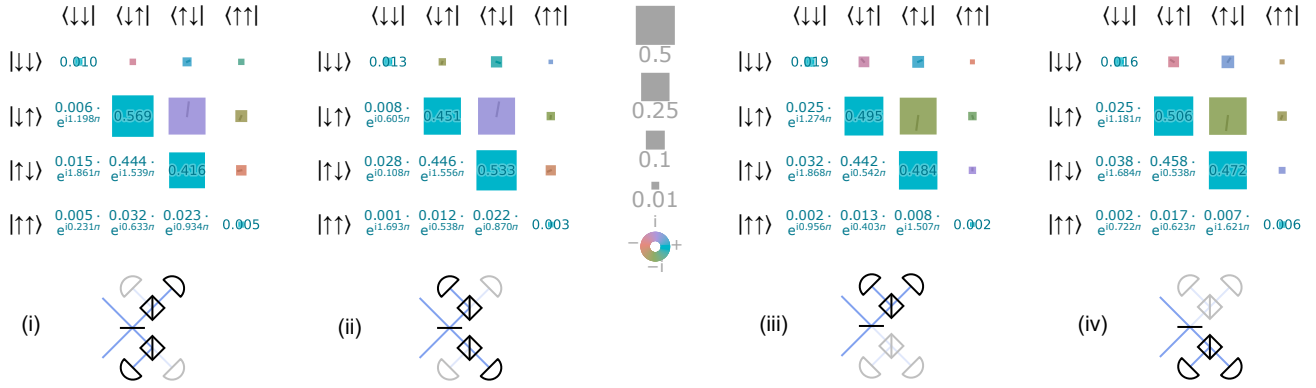 ⟨↓↓| ⟨↓↑| ⟨↑↓| ⟨↑↑|
|↓↓⟩ 0.010
|↓↑⟩ 0.006 · e^{i1.198π} 0.569
|↑↓⟩ 0.015 · e^{i1.861π} 0.444 · e^{i1.539π} 0.416
|↑↑⟩ 0.005 · e^{i0.231π} 0.032 · e^{i0.633π} 0.023 · e^{i0.934π} 0.005
(i)
⟨↓↓| ⟨↓↑| ⟨↑↓| ⟨↑↑|
|↓↓⟩ 0.013
|↓↑⟩ 0.008 · e^{i0.605π} 0.451
|↑↓⟩ 0.028 · e^{i0.108π} 0.446 · e^{i1.556π} 0.533
|↑↑⟩ 0.001 · e^{i1.693π} 0.012 · e^{i0.538π} 0.022 · e^{i0.870π} 0.003
(ii)
0.5
0.25
0.1
0.01
i
− +
−i
⟨↓↓| ⟨↓↑| ⟨↑↓| ⟨↑↑|
|↓↓⟩ 0.019
|↓↑⟩ 0.025 · e^{i1.274π} 0.495
|↑↓⟩ 0.032 · e^{i1.868π} 0.442 · e^{i0.542π} 0.484
|↑↑⟩ 0.002 · e^{i0.956π} 0.013 · e^{i0.403π} 0.008 · e^{i1.507π} 0.002
(iii)
⟨↓↓| ⟨↓↑| ⟨↑↓| ⟨↑↑|
|↓↓⟩ 0.016
|↓↑⟩ 0.025 · e^{i1.181π} 0.506
|↑↓⟩ 0.038 · e^{i1.684π} 0.458 · e^{i0.538π} 0.472
|↑↑⟩ 0.002 · e^{i0.722π} 0.017 · e^{i0.623π} 0.007 · e^{i1.621π} 0.006
(iv)